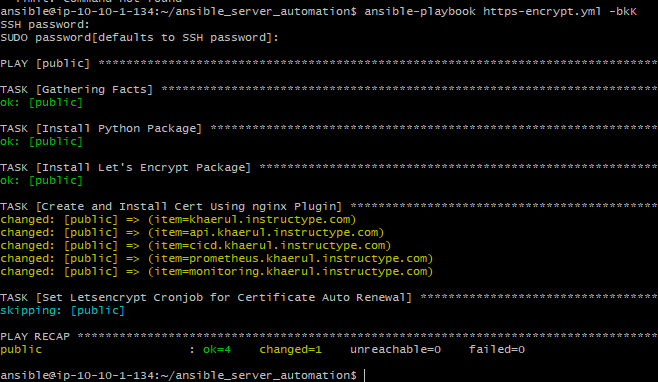 ansible@ip-10-10-1-134:~/ansible_server_automation$ ansible-playbook https-encrypt.yml -bkK
SSH password:
SUDO password[defaults to SSH password]:
PLAY [public] ********************************************************************************
TASK [Gathering Facts] ***********************************************************************
ok: [public]
TASK [Install Python Package] ****************************************************************
ok: [public]
TASK [Install Let's Encrypt Package] *********************************************************
ok: [public]
TASK [Create and Install Cert Using nginx Plugin] ********************************************
changed: [public] => (item=khaerul.instructype.com)
changed: [public] => (item=api.khaerul.instructype.com)
changed: [public] => (item=cicd.khaerul.instructype.com)
changed: [public] => (item=prometheus.khaerul.instructype.com)
changed: [public] => (item=monitoring.khaerul.instructype.com)
TASK [Set Letsencrypt Cronjob for Certificate Auto Renewal] **********************************
skipping: [public]
PLAY RECAP ***********************************************************************************
public                     : ok=4    changed=1    unreachable=0    failed=0
ansible@ip-10-10-1-134:~/ansible_server_automation$